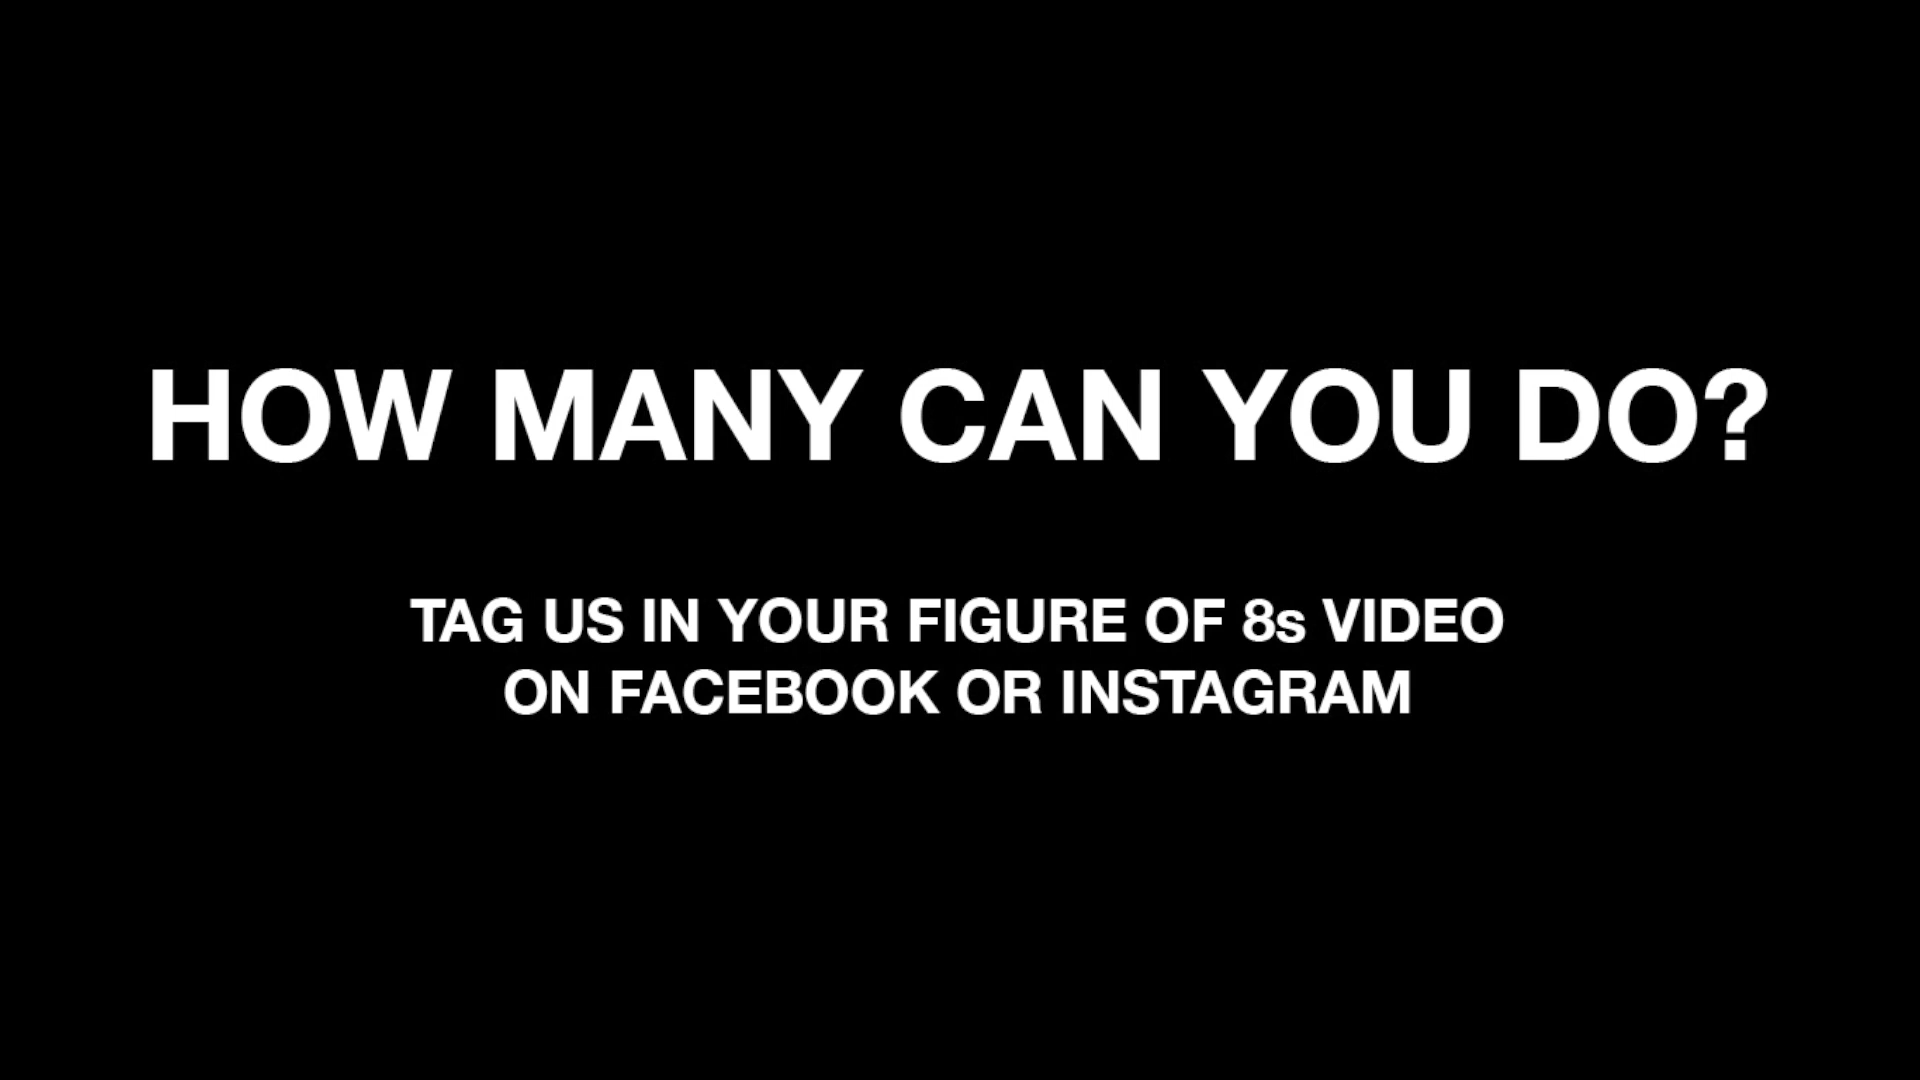 HOW MANY CAN YOU DO?
TAG US IN YOUR FIGURE OF 8s VIDEO
ON FACEBOOK OR INSTAGRAM